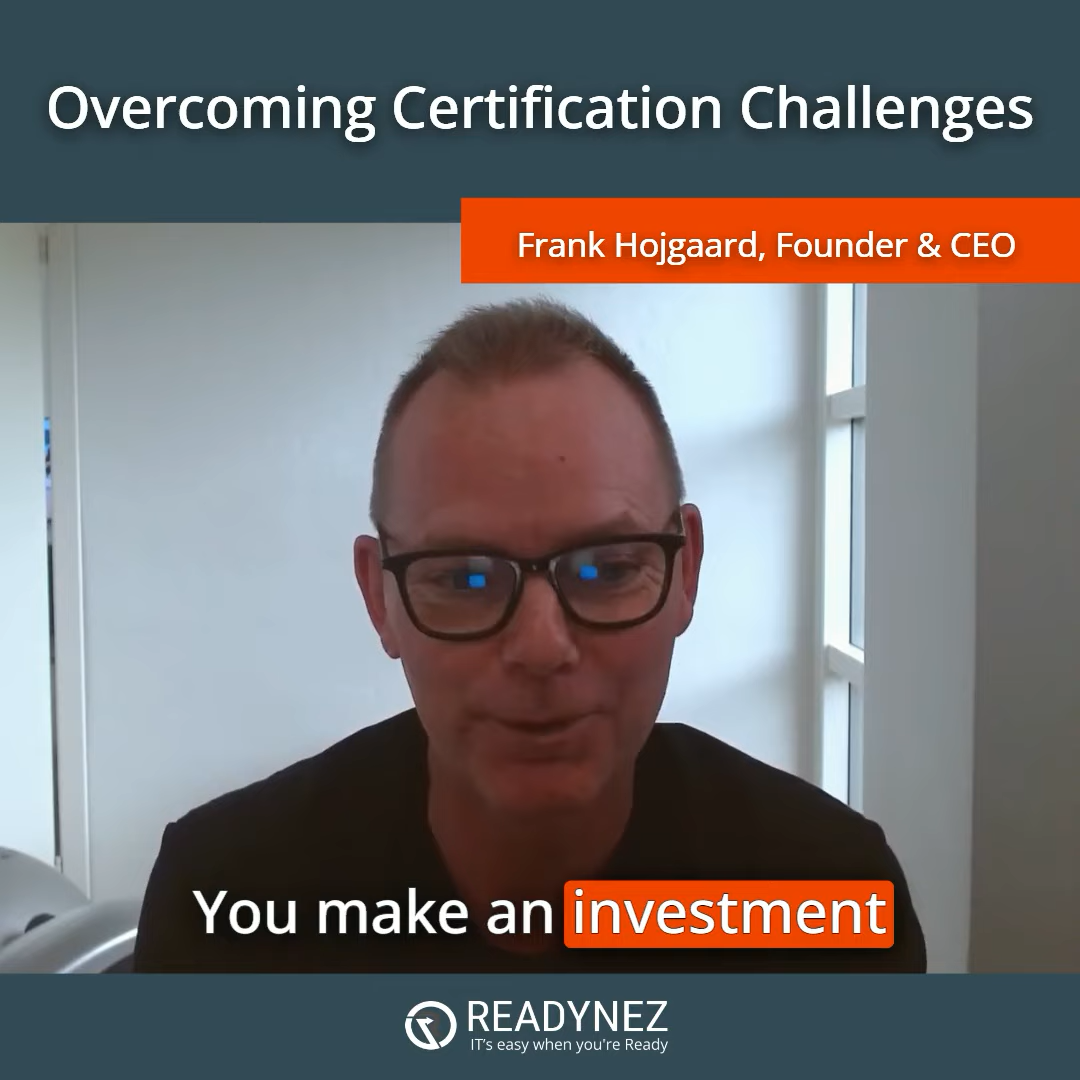 Overcoming Certification Challenges
Frank Hojgaard, Founder & CEO
You make an investment
READYNEZ
IT's easy when you're Ready